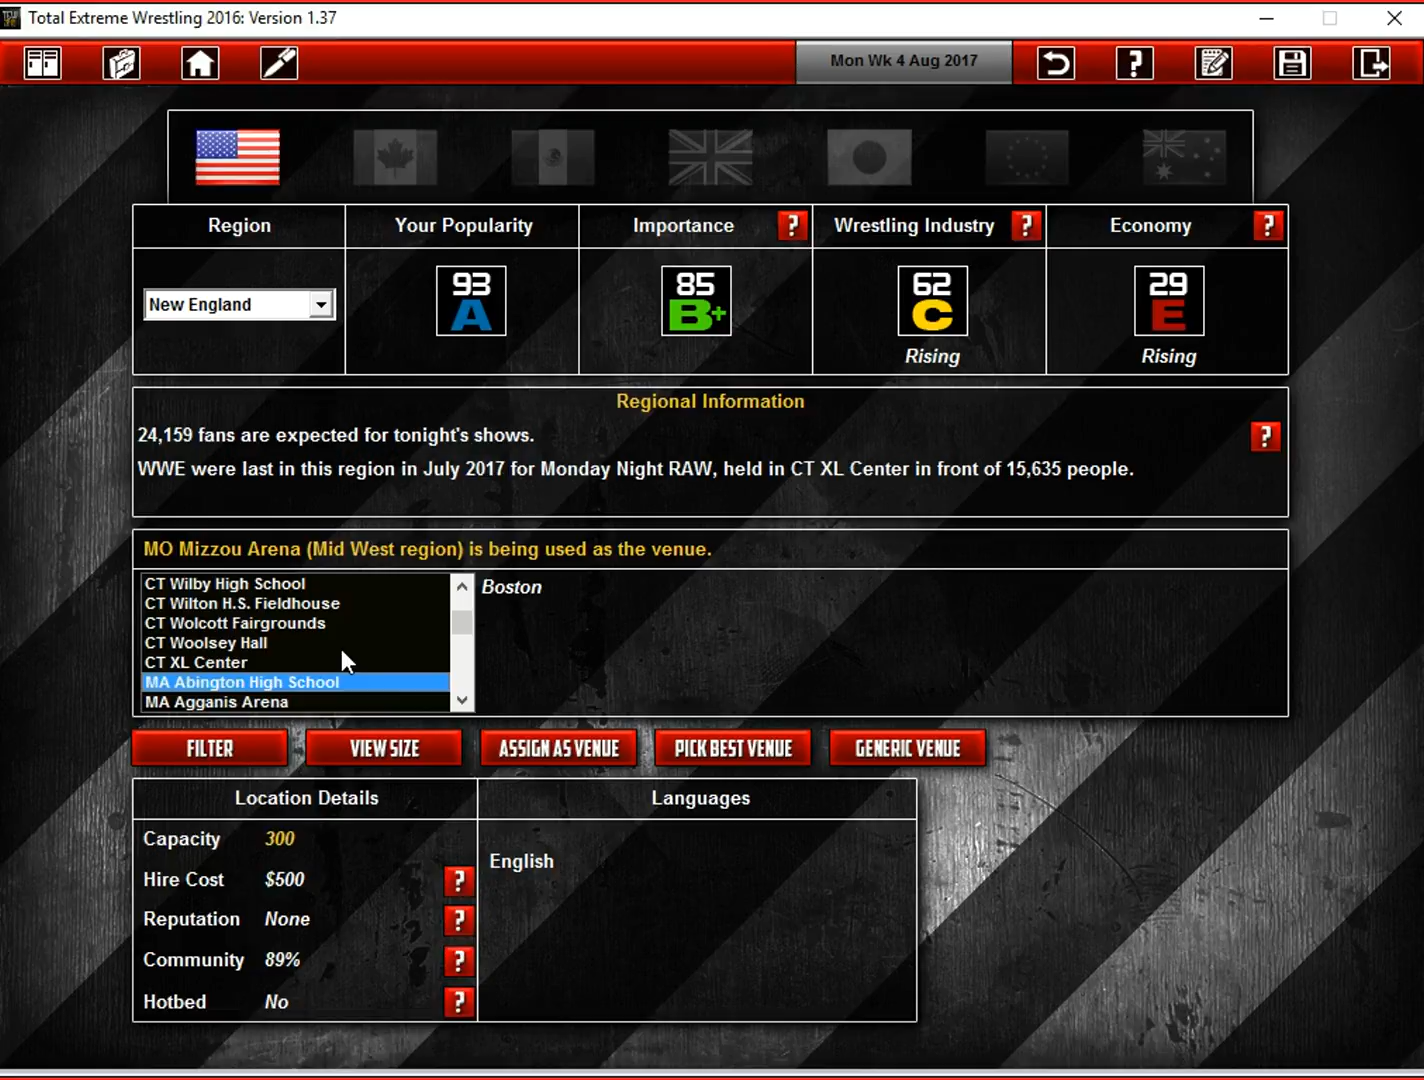 Total Extreme Wrestling 2016: Version 1.37
Mon Wk 4 Aug 2017
Region
Your Popularity
Importance
?
Wrestling Industry
?
Economy
?
New England
93
A
85
B+
62
C
Rising
29
E
Rising
Regional Information
24,159 fans are expected for tonight's shows.
?
WWE were last in this region in July 2017 for Monday Night RAW, held in CT XL Center in front of 15,635 people.
MO Mizzou Arena (Mid West region) is being used as the venue.
CT Wilby High School
CT Wilton H.S. Fieldhouse
CT Wolcott Fairgrounds
CT Woolsey Hall
CT XL Center
MA Abington High School
MA Agganis Arena
Boston
FILTER
VIEW SIZE
ASSIGN AS VENUE
PICK BEST VENUE
GENERIC VENUE
Location Details
Capacity 300
Hire Cost $500 ?
Reputation None ?
Community 89% ?
Hotbed No ?
Languages
English